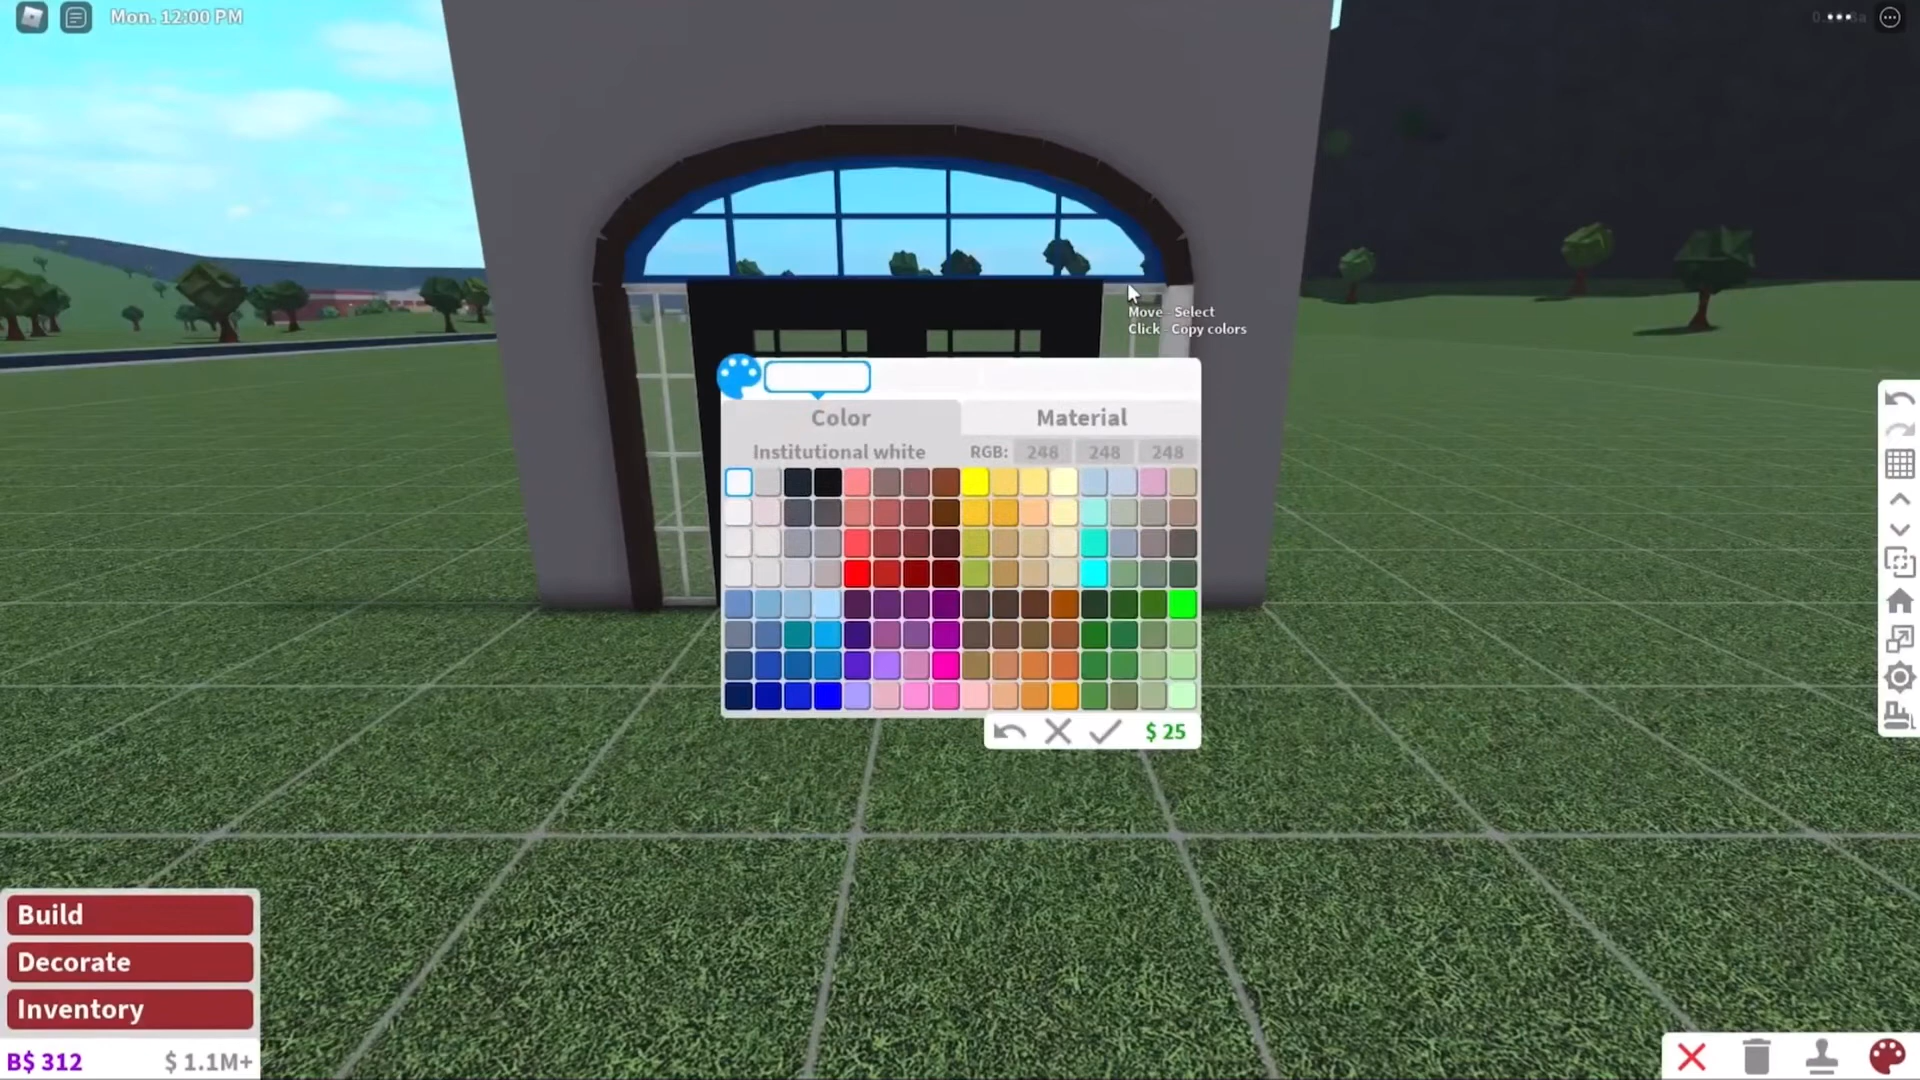 Mon. 12:00 PM
Move - Select
Click - Copy colors
Color
Material
Institutional white
RGB: 248 248 248
$ 25
Build
Decorate
Inventory
B$ 312
$ 1.1M+